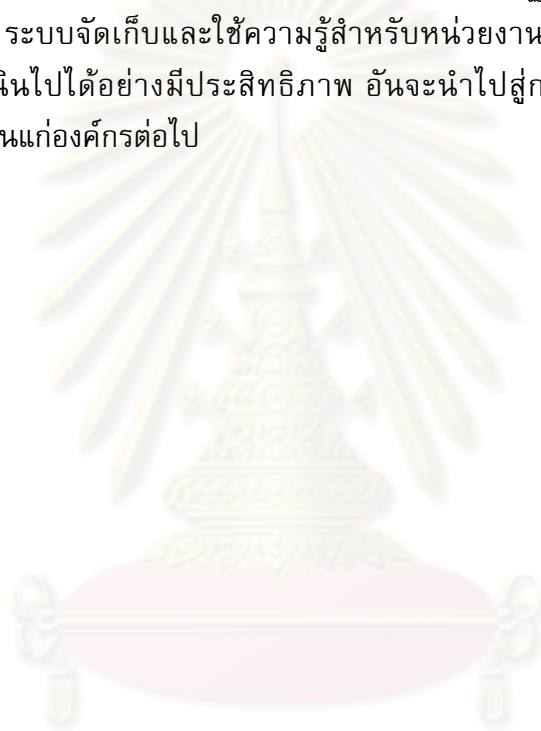 ระบบจัดเก็บและใช้ความรู้สำหรับหน่วยงาน
นินไปได้อย่างมีประสิทธิภาพ อันจะนำไปสู่ก
นแก่องค์กรต่อไป